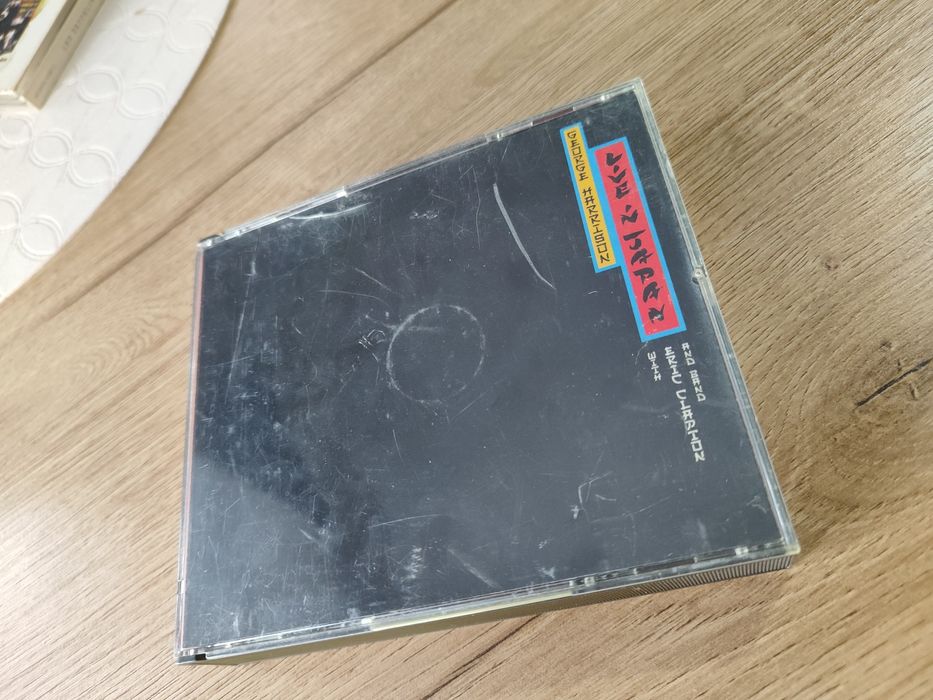 GEORGE HARRISON
LIVE IN JAPAN
WITH
ERIC CLAPTON
AND BAND